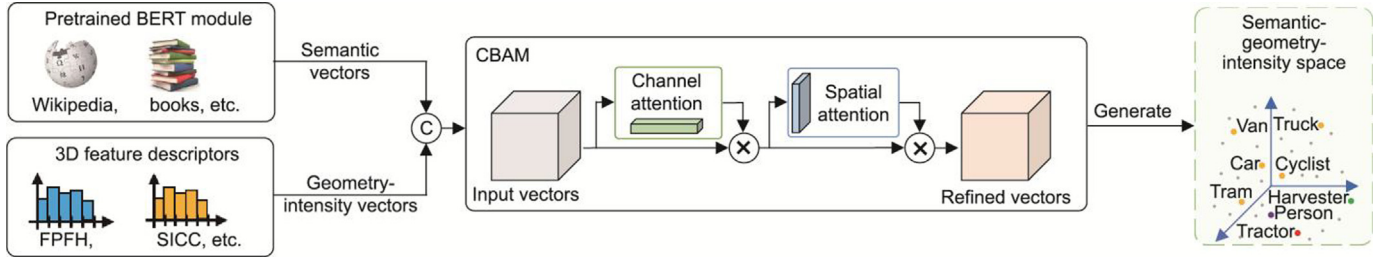 Pretrained BERT module
Wikipedia, books, etc.
3D feature descriptors
FPFH, SICC, etc.
Semantic
vectors
Geometry-
intensity vectors
C
CBAM
Input vectors
Channel
attention
Spatial
attention
Refined vectors
Generate
Semantic-
geometry-
intensity space
Van Truck
Car Cyclist
Tram
Harvester
Person
Tractor